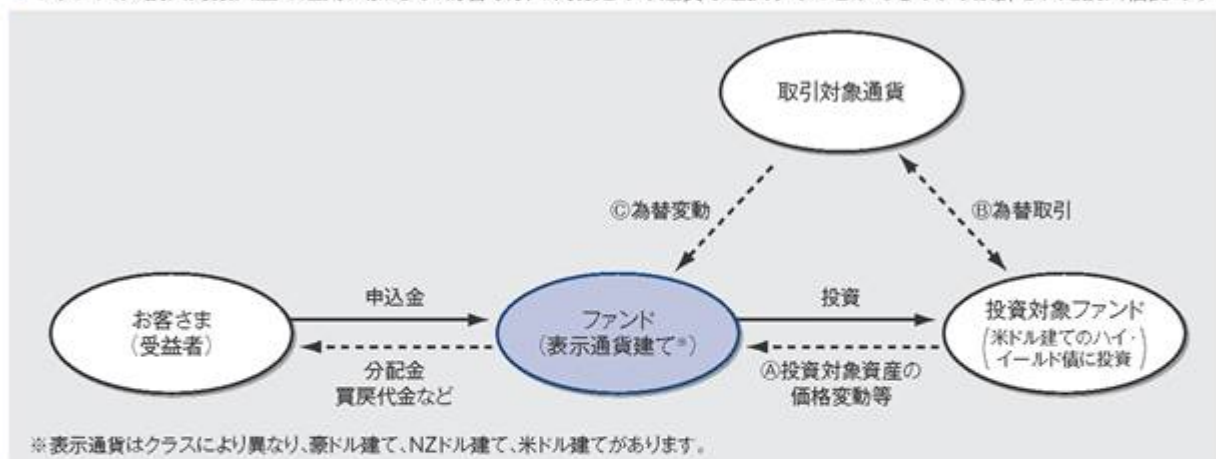 取引対象通貨
Ⓒ為替変動
Ⓑ為替取引
お客さま
（受益者）
申込金
分配金
買戻代金など
ファンド
（表示通貨建て※）
投資
Ⓐ投資対象資産の
価格変動等
投資対象ファンド
（米ドル建てのハイ・
イールド債に投資）
※表示通貨はクラスにより異なり、豪ドル建て、NZドル建て、米ドル建てがあります。